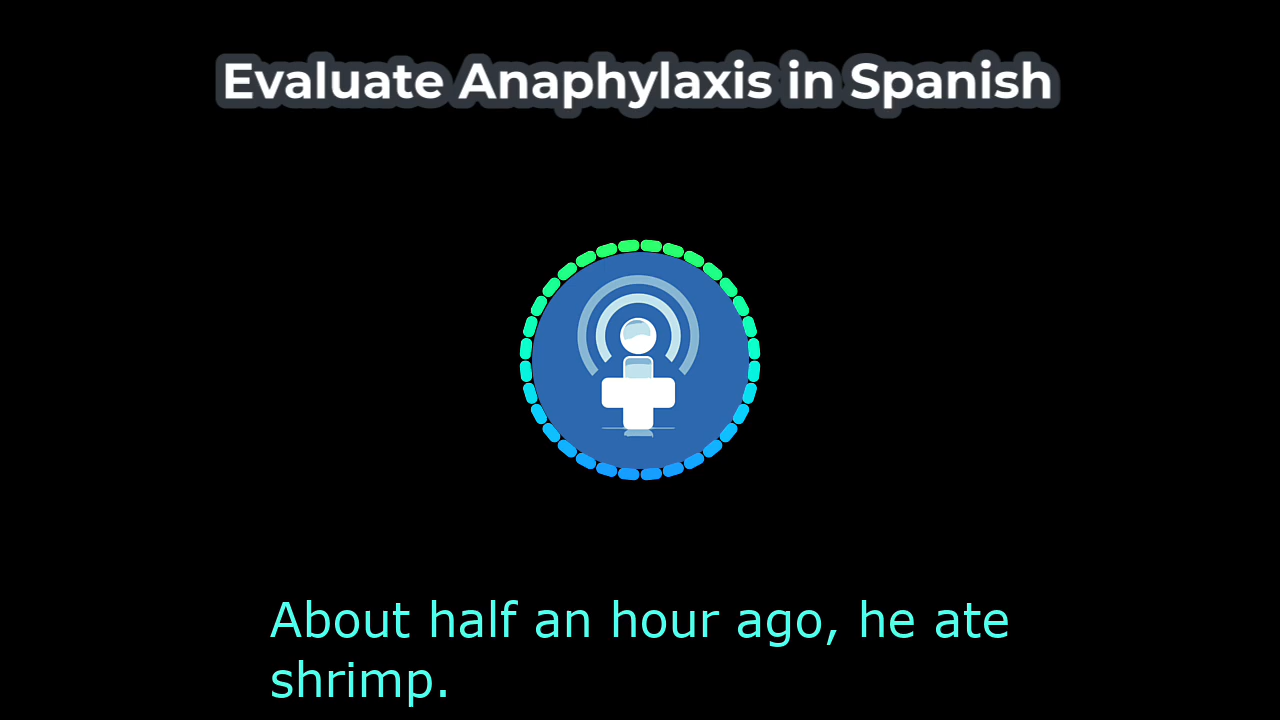 Evaluate Anaphylaxis in Spanish
About half an hour ago, he ate
shrimp.